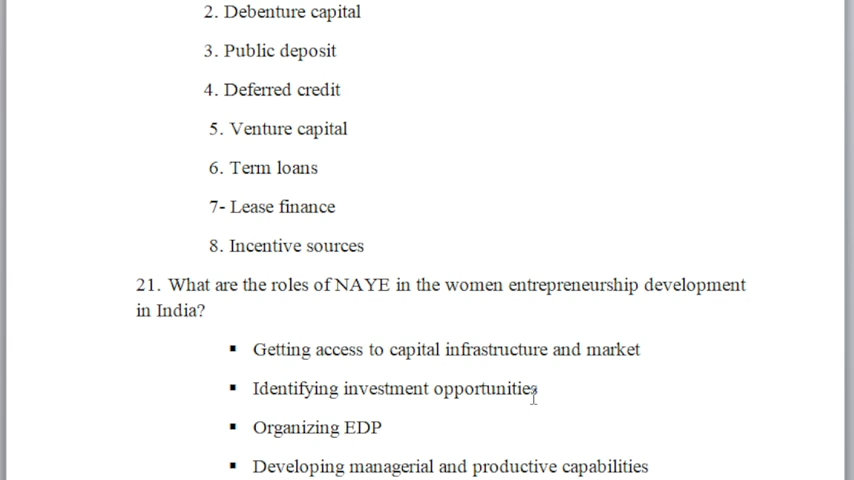 2. Debenture capital
3. Public deposit
4. Deferred credit
5. Venture capital
6. Term loans
7- Lease finance
8. Incentive sources
21. What are the roles of NAYE in the women entrepreneurship development
in India?
▪ Getting access to capital infrastructure and market
▪ Identifying investment opportunities
▪ Organizing EDP
▪ Developing managerial and productive capabilities